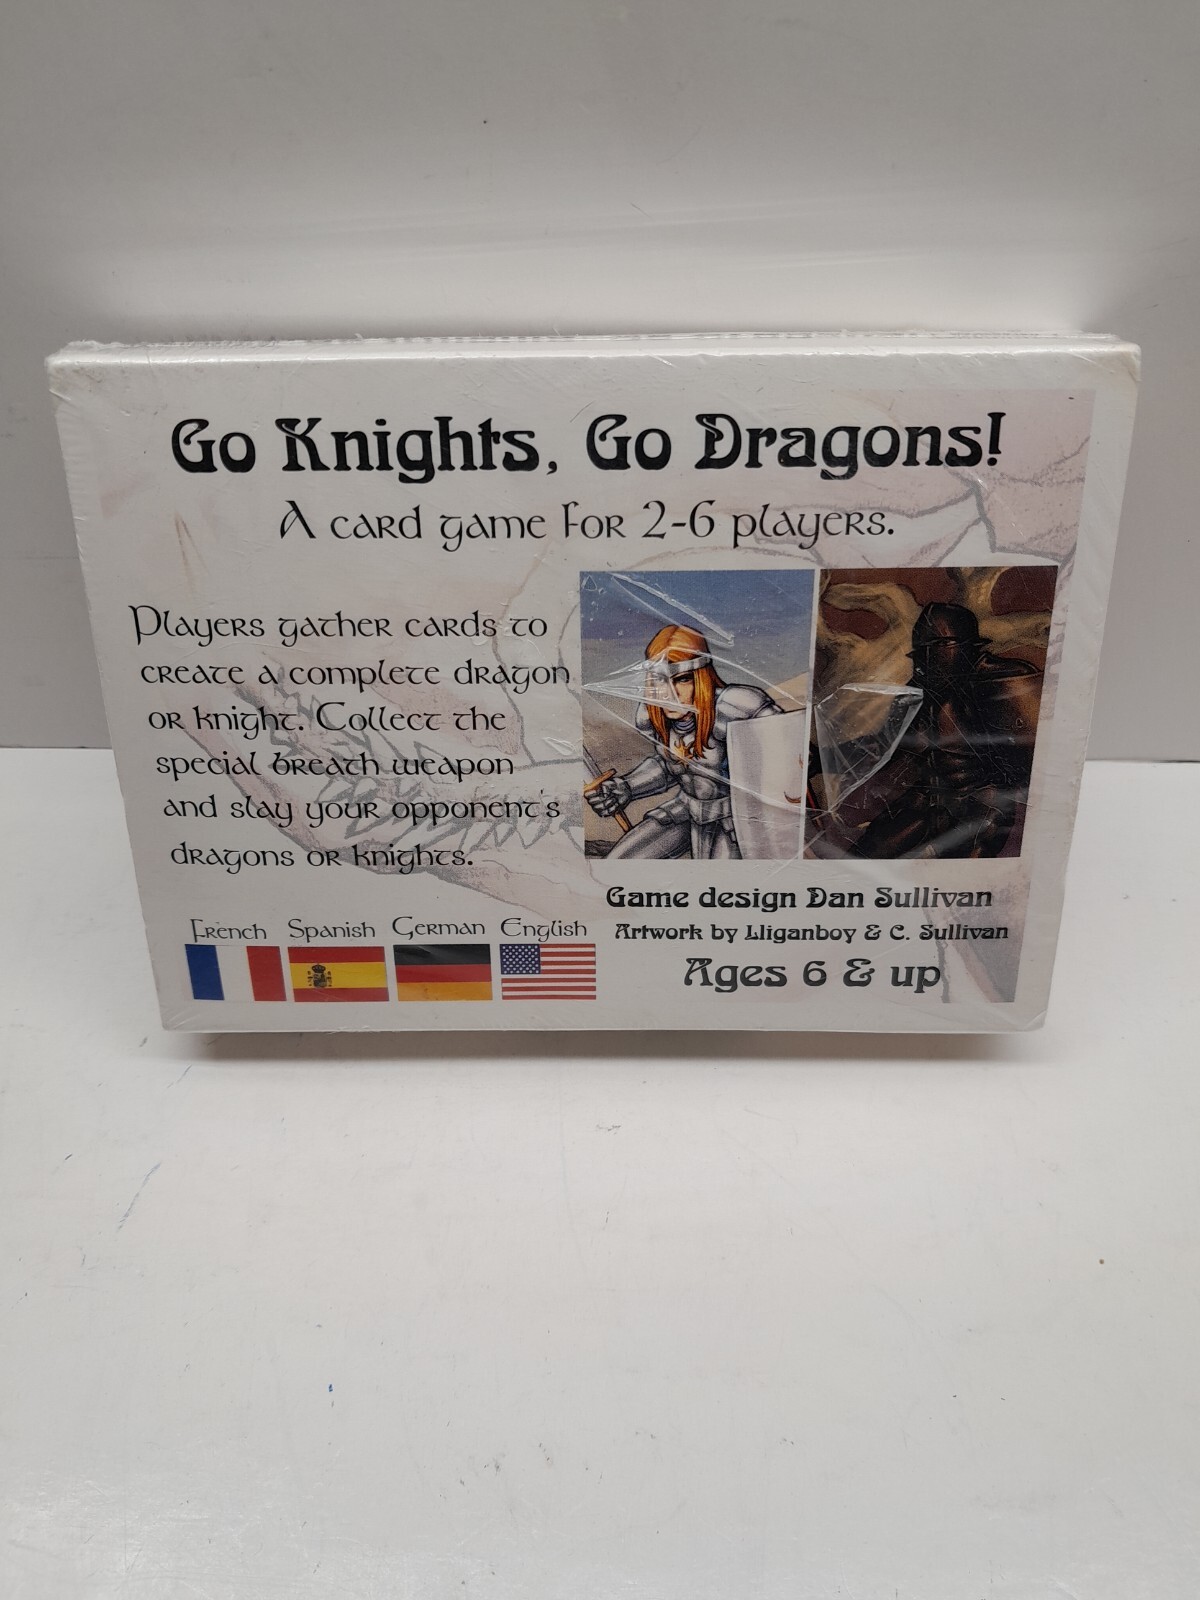 Go Knights, Go Dragons!
A card game for 2-6 players.
Players gather cards to
create a complete dragon
or knight. Collect the
special breath weapon
and slay your opponent's
dragons or knights.
Game design Dan Sullivan
Artwork by Lliganboy & C. Sullivan
Ages 6 & up
French Spanish German English